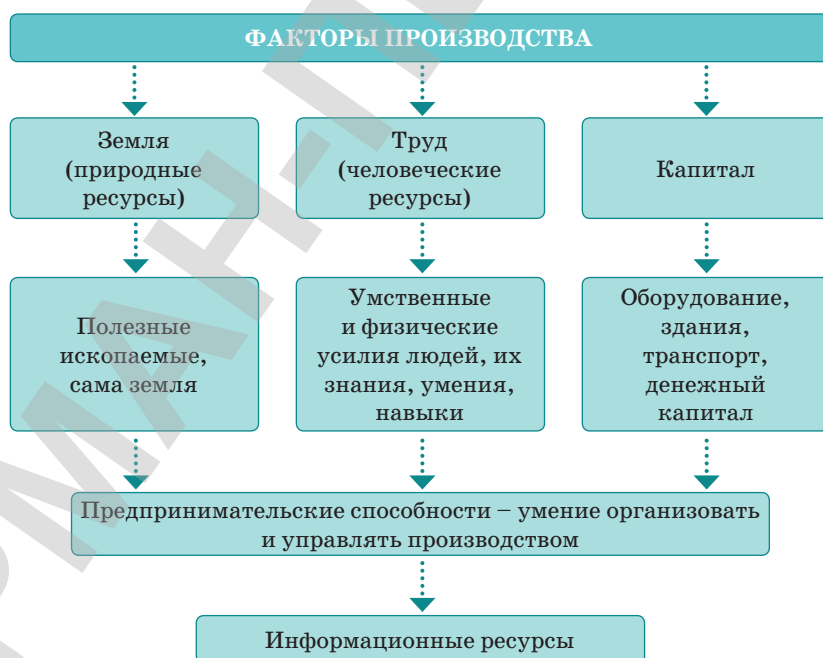 ФАКТОРЫ ПРОИЗВОДСТВА
Земля
(природные
ресурсы)
Труд
(человеческие
ресурсы)
Капитал
Полезные
ископаемые,
сама земля
Умственные
и физические
усилия людей, их
знания, умения,
навыки
Оборудование,
здания,
транспорт,
денежный
капитал
Предпринимательские способности – умение организовать
и управлять производством
Информационные ресурсы